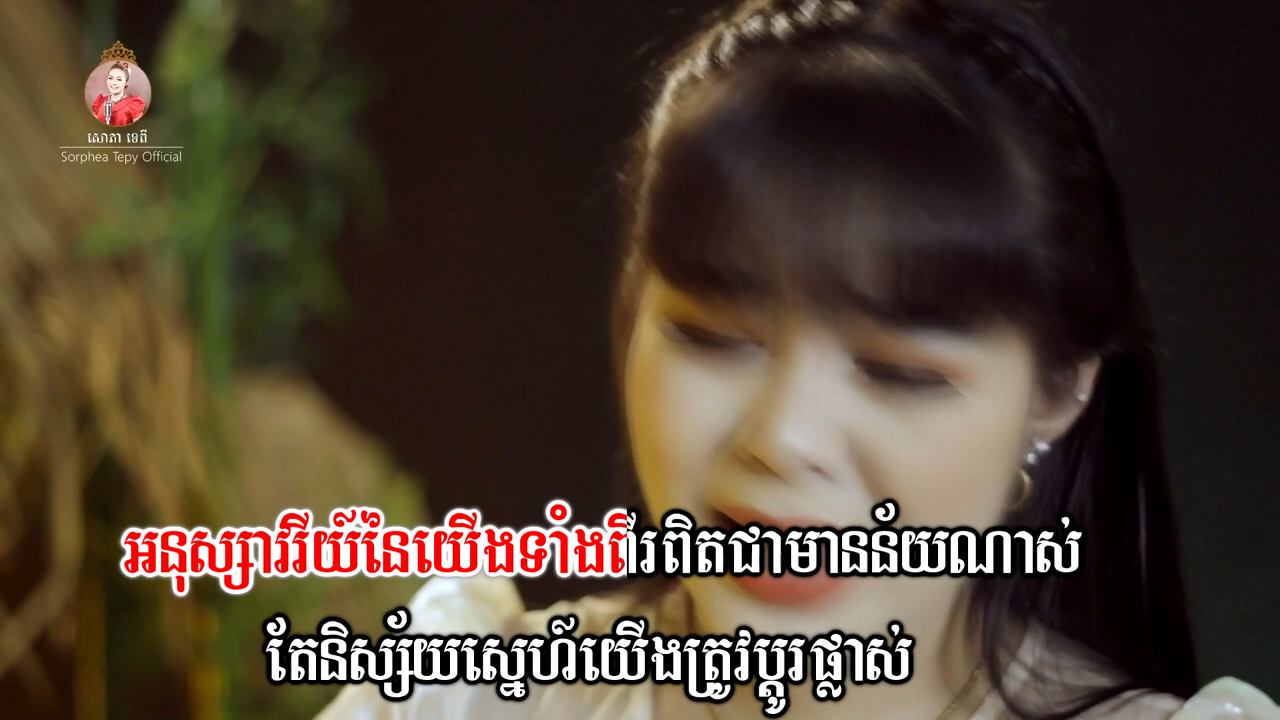 សោភា ទេពី
Sorphea Tepy Official
អនុស្សាវរីយ៍នៃយើងទាំងពីរពិតជាមានន័យណាស់
តែនិស្ស័យស្នេហ៍យើងត្រូវប្ដូរផ្លាស់